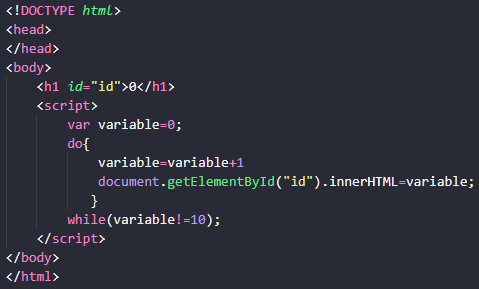 <!DOCTYPE html>
<head>
</head>
<body>
    <h1 id="id">0</h1>
    <script>
        var variable=0;
        do{
            variable=variable+1
            document.getElementById("id").innerHTML=variable;
           }
        while(variable!=10);
    </script>
</body>
</html>